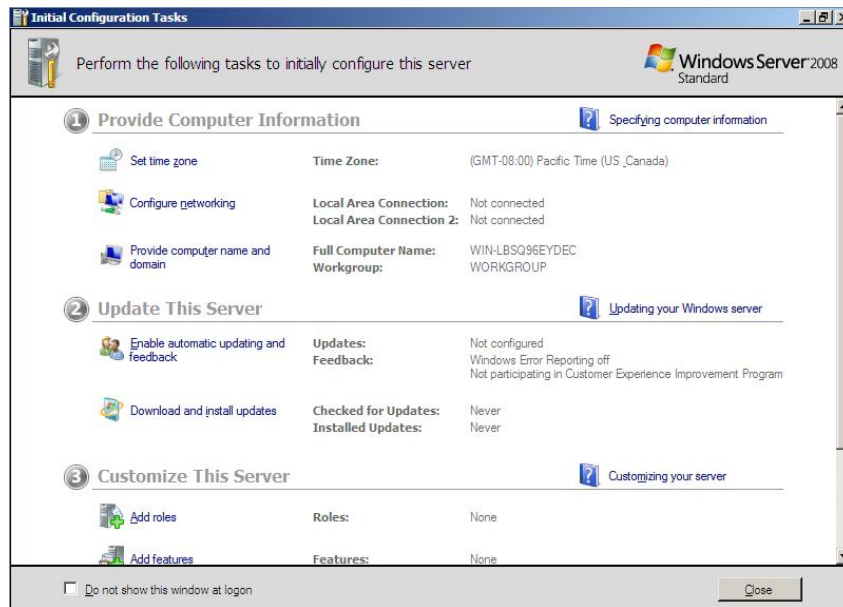 Initial Configuration Tasks
Perform the following tasks to initially configure this server
Windows Server 2008
Standard
1 Provide Computer Information
Specifying computer information
Set time zone Time Zone: (GMT-08:00) Pacific Time (US _Canada)
Configure networking Local Area Connection: Not connected
Local Area Connection 2: Not connected
Provide computer name and domain Full Computer Name: WIN-LBSQ96EYDEC
Workgroup: WORKGROUP
2 Update This Server
Updating your Windows server
Enable automatic updating and feedback Updates: Not configured
Feedback: Windows Error Reporting off
Not participating in Customer Experience Improvement Program
Download and install updates Checked for Updates: Never
Installed Updates: Never
3 Customize This Server
Customizing your server
Add roles Roles: None
Add features Features: None
Do not show this window at logon
Close